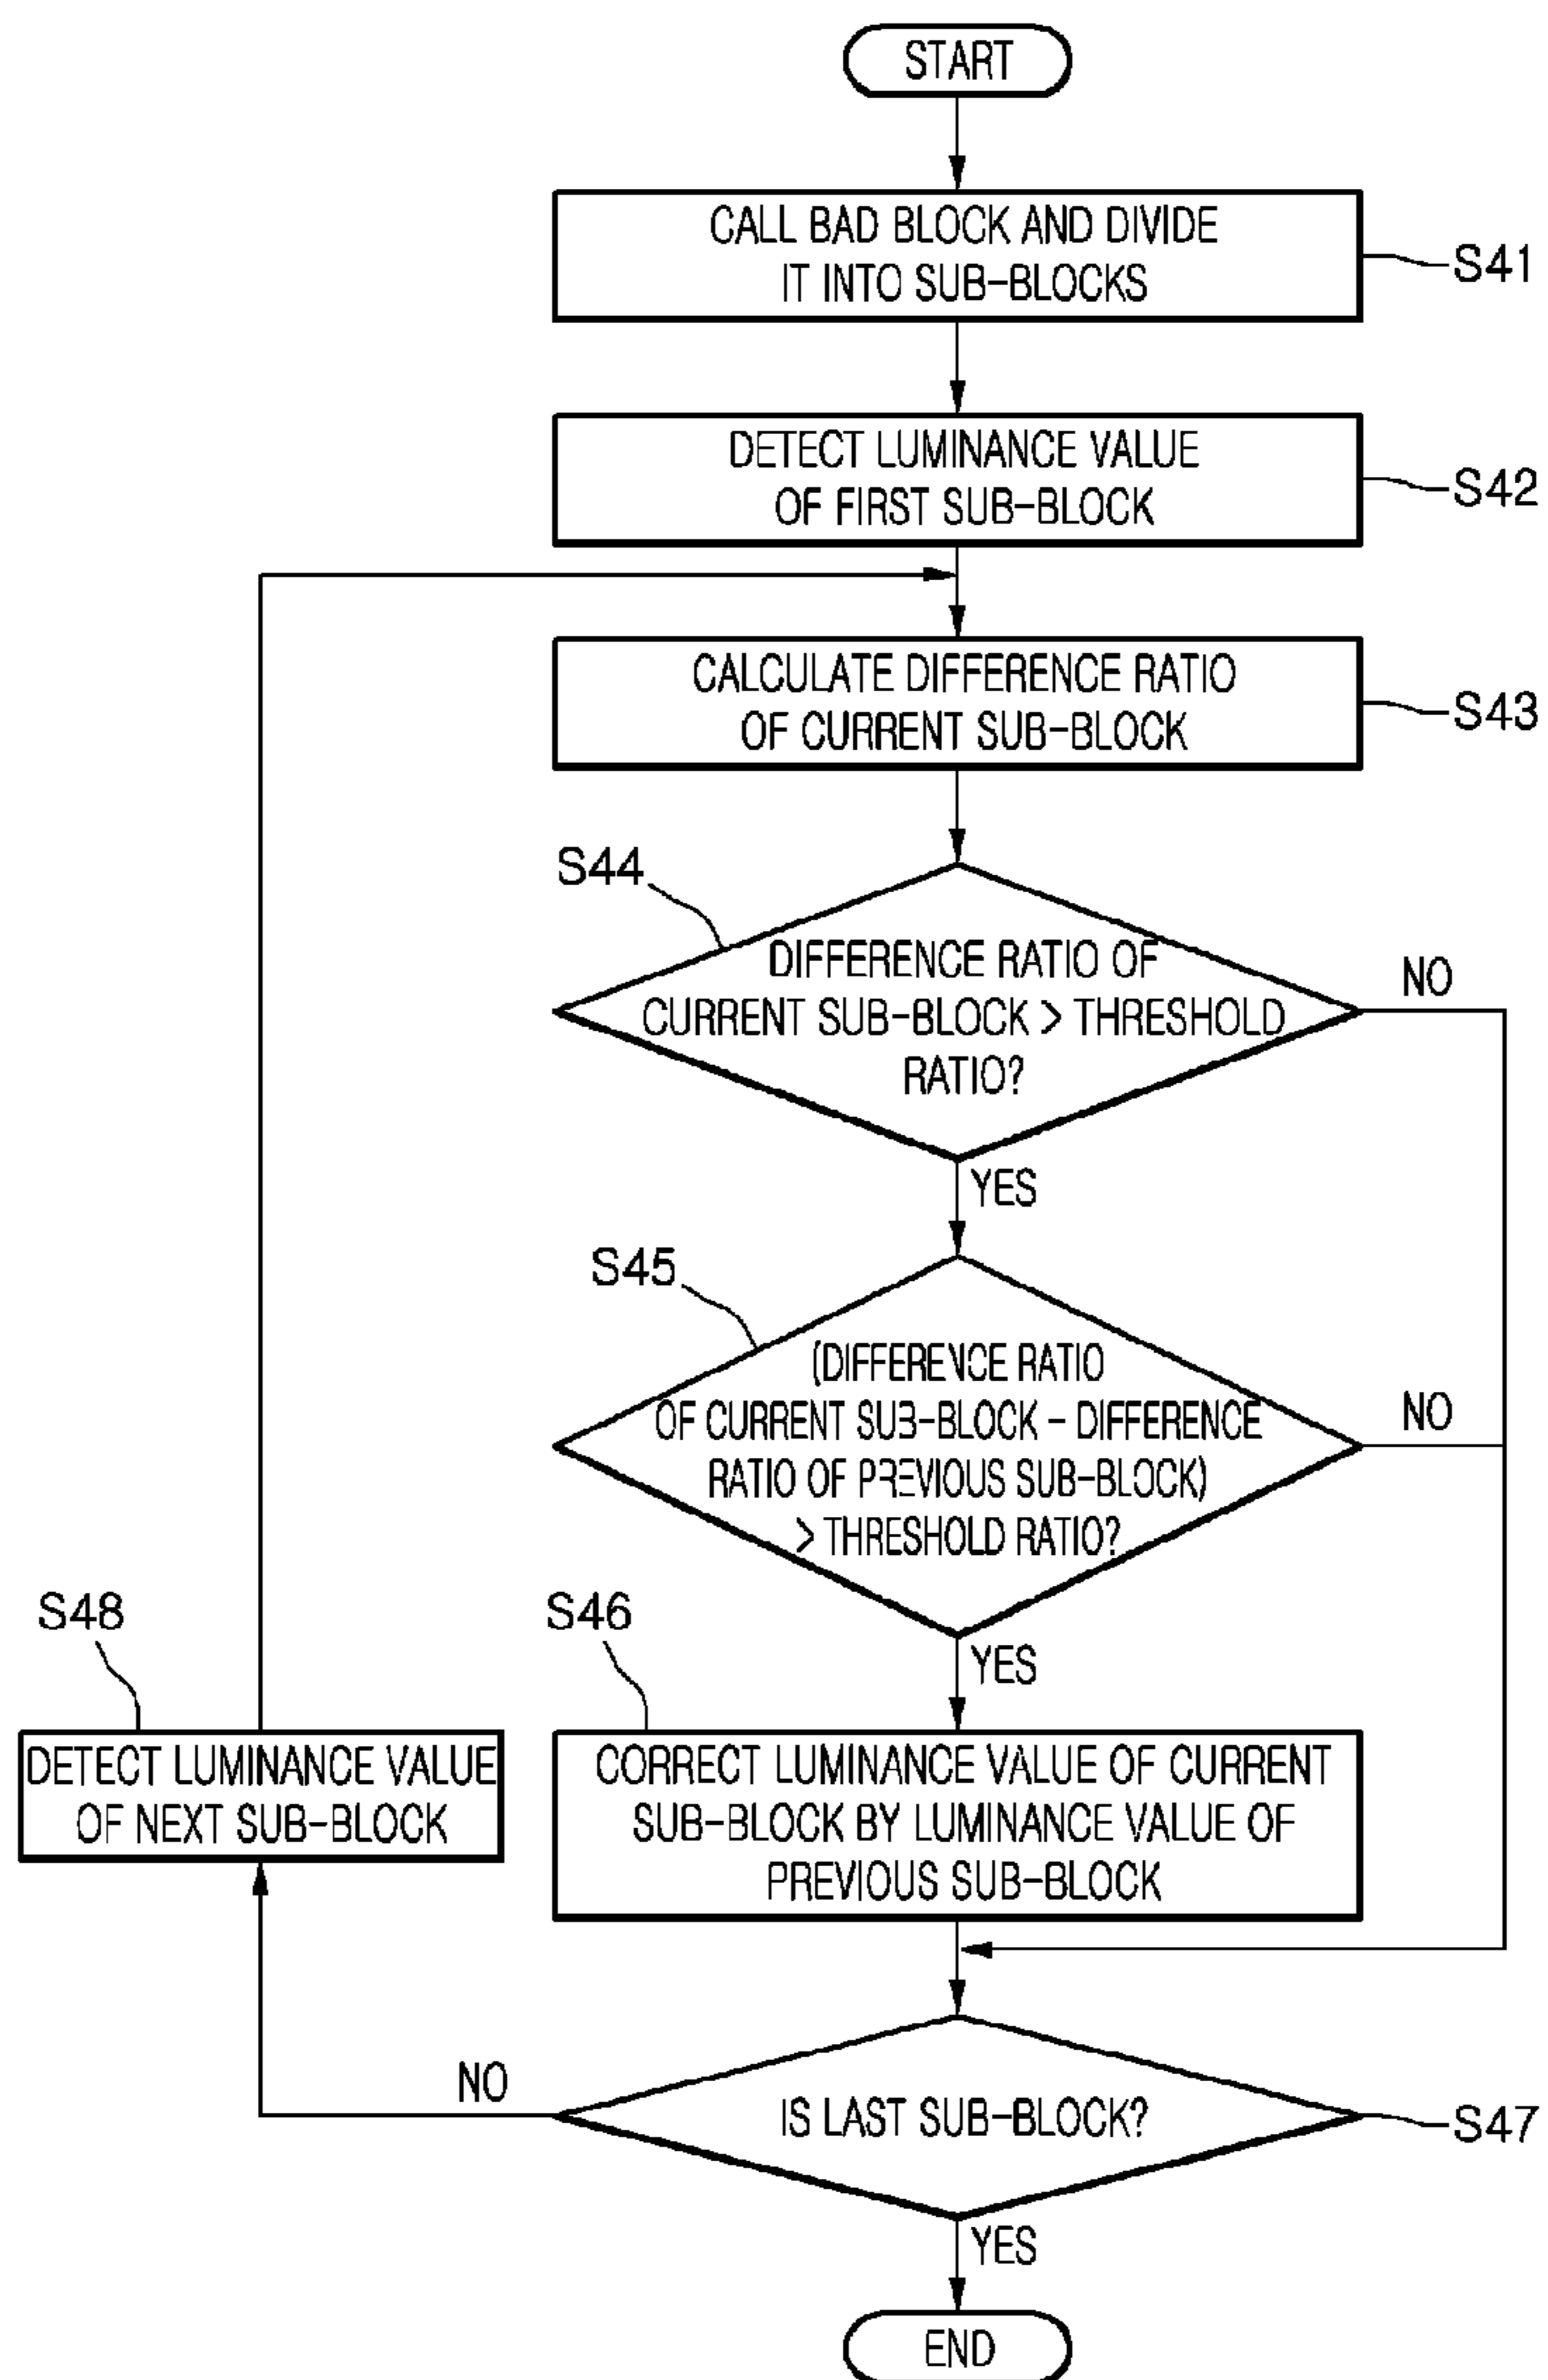 START
CALL BAD BLOCK AND DIVIDE
IT INTO SUB-BLOCKS
S41
DETECT LUMINANCE VALUE
OF FIRST SUB-BLOCK
S42
CALCULATE DIFFERENCE RATIO
OF CURRENT SUB-BLOCK
S43
S44
DIFFERENCE RATIO OF
CURRENT SUB-BLOCK > THRESHOLD
RATIO?
NO
YES
S45
(DIFFERENCE RATIO
OF CURRENT SUB-BLOCK - DIFFERENCE
RATIO OF PREVIOUS SUB-BLOCK)
> THRESHOLD RATIO?
NO
YES
S48
DETECT LUMINANCE VALUE
OF NEXT SUB-BLOCK
S46
CORRECT LUMINANCE VALUE OF CURRENT
SUB-BLOCK BY LUMINANCE VALUE OF
PREVIOUS SUB-BLOCK
NO
IS LAST SUB-BLOCK?
S47
YES
END